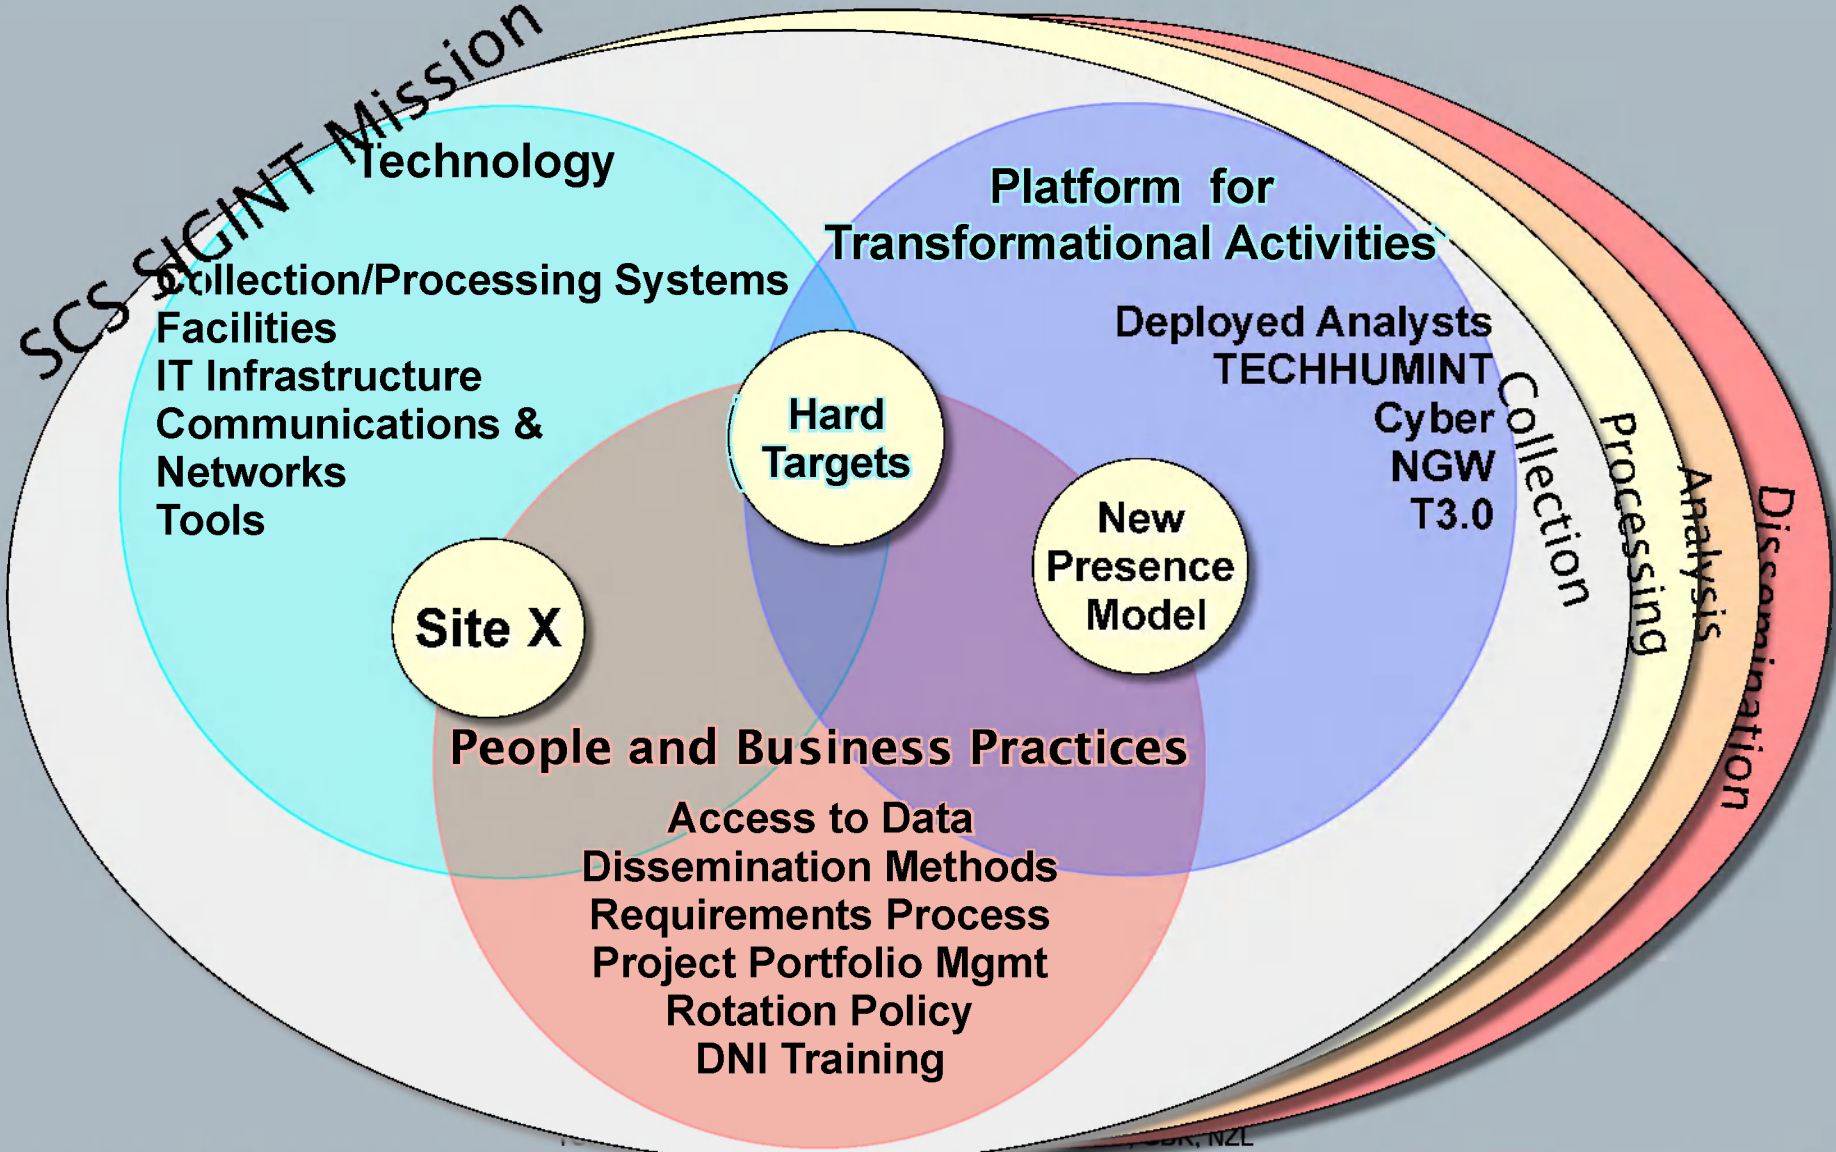 SCS SIGINT Mission
Technology
Collection/Processing Systems
Facilities
IT Infrastructure
Communications &
Networks
Tools
Platform for
Transformational Activities
Deployed Analysts
TECHHUMINT
Cyber
NGW
T3.0
Hard
Targets
New
Presence
Model
Site X
People and Business Practices
Access to Data
Dissemination Methods
Requirements Process
Project Portfolio Mgmt
Rotation Policy
DNI Training
Collection
Processing
Analysis
Dissemination
GBR, NZL